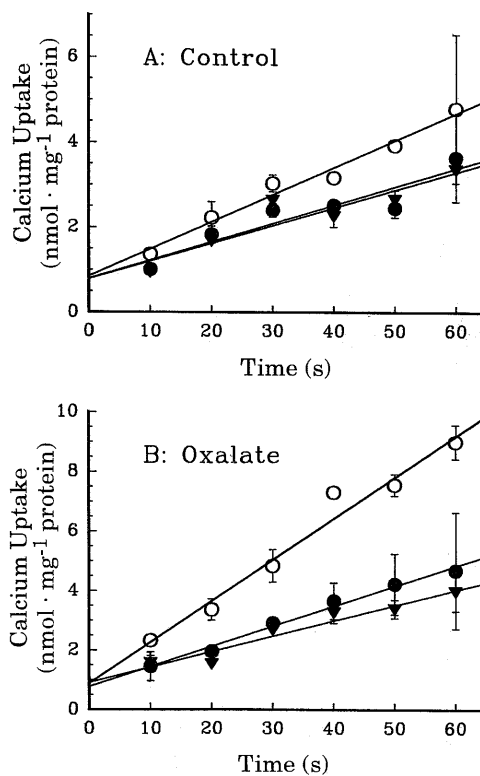 A: Control
Calcium Uptake
(nmol · mg⁻¹ protein)
6
4
2
0
0 10 20 30 40 50 60
Time (s)
B: Oxalate
Calcium Uptake
(nmol · mg⁻¹ protein)
10
8
6
4
2
0
0 10 20 30 40 50 60
Time (s)